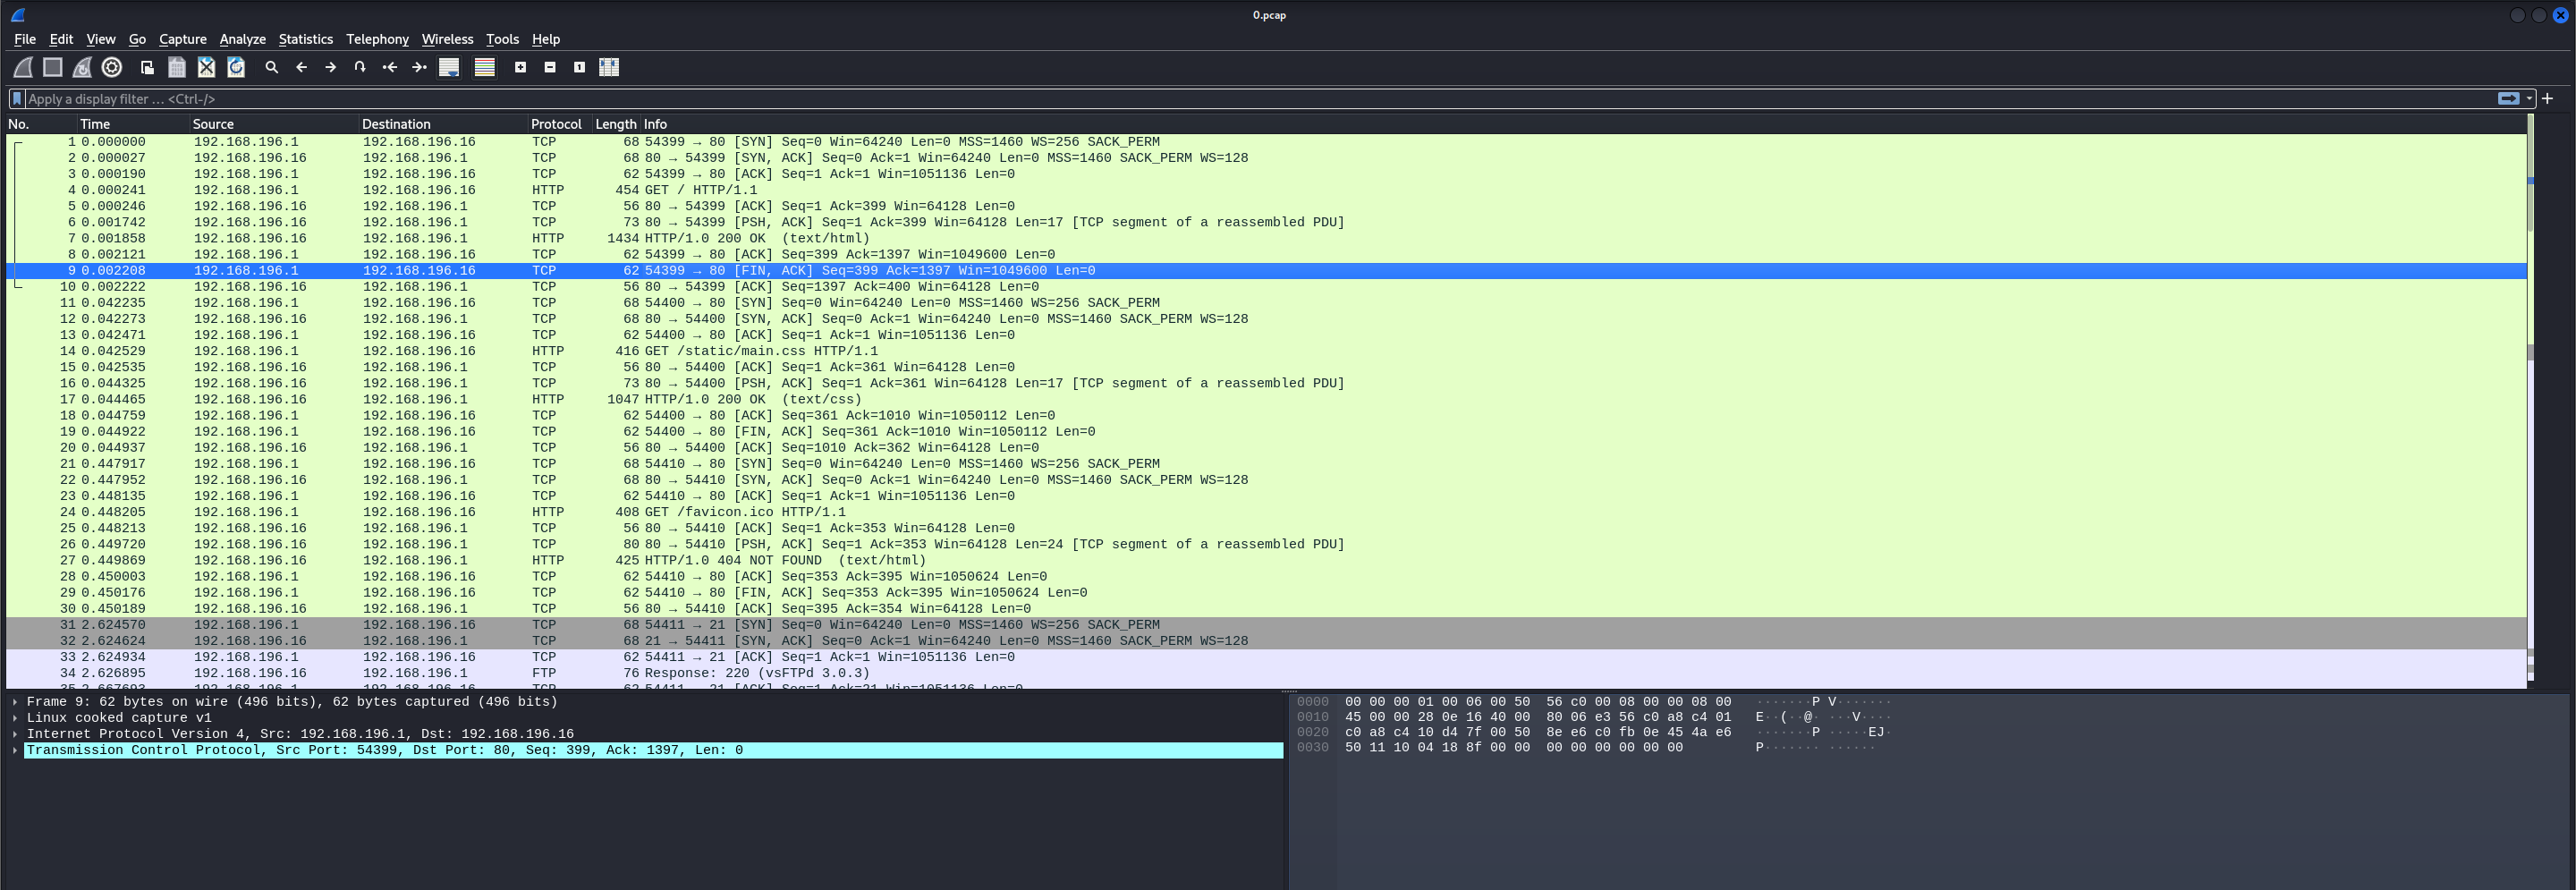 0.pcap
File Edit View Go Capture Analyze Statistics Telephony Wireless Tools Help
Apply a display filter … <Ctrl-/>
No. Time Source Destination Protocol Length Info
1 0.000000 192.168.196.1 192.168.196.16 TCP 68 54399 → 80 [SYN] Seq=0 Win=64240 Len=0 MSS=1460 WS=256 SACK_PERM
2 0.000027 192.168.196.16 192.168.196.1 TCP 68 80 → 54399 [SYN, ACK] Seq=0 Ack=1 Win=64240 Len=0 MSS=1460 SACK_PERM WS=128
3 0.000190 192.168.196.1 192.168.196.16 TCP 62 54399 → 80 [ACK] Seq=1 Ack=1 Win=1051136 Len=0
4 0.000241 192.168.196.1 192.168.196.16 HTTP 454 GET / HTTP/1.1
5 0.000246 192.168.196.16 192.168.196.1 TCP 56 80 → 54399 [ACK] Seq=1 Ack=399 Win=64128 Len=0
6 0.001742 192.168.196.16 192.168.196.1 TCP 73 80 → 54399 [PSH, ACK] Seq=1 Ack=399 Win=64128 Len=17 [TCP segment of a reassembled PDU]
7 0.001858 192.168.196.16 192.168.196.1 HTTP 1434 HTTP/1.0 200 OK (text/html)
8 0.002121 192.168.196.1 192.168.196.16 TCP 62 54399 → 80 [ACK] Seq=399 Ack=1397 Win=1049600 Len=0
9 0.002208 192.168.196.1 192.168.196.16 TCP 62 54399 → 80 [FIN, ACK] Seq=399 Ack=1397 Win=1049600 Len=0
10 0.002222 192.168.196.16 192.168.196.1 TCP 56 80 → 54399 [ACK] Seq=1397 Ack=400 Win=64128 Len=0
11 0.042235 192.168.196.1 192.168.196.16 TCP 68 54400 → 80 [SYN] Seq=0 Win=64240 Len=0 MSS=1460 WS=256 SACK_PERM
12 0.042273 192.168.196.16 192.168.196.1 TCP 68 80 → 54400 [SYN, ACK] Seq=0 Ack=1 Win=64240 Len=0 MSS=1460 SACK_PERM WS=128
13 0.042471 192.168.196.1 192.168.196.16 TCP 62 54400 → 80 [ACK] Seq=1 Ack=1 Win=1051136 Len=0
14 0.042529 192.168.196.1 192.168.196.16 HTTP 416 GET /static/main.css HTTP/1.1
15 0.042535 192.168.196.16 192.168.196.1 TCP 56 80 → 54400 [ACK] Seq=1 Ack=361 Win=64128 Len=0
16 0.044325 192.168.196.16 192.168.196.1 TCP 73 80 → 54400 [PSH, ACK] Seq=1 Ack=361 Win=64128 Len=17 [TCP segment of a reassembled PDU]
17 0.044465 192.168.196.16 192.168.196.1 HTTP 1047 HTTP/1.0 200 OK (text/css)
18 0.044759 192.168.196.1 192.168.196.16 TCP 62 54400 → 80 [ACK] Seq=361 Ack=1010 Win=1050112 Len=0
19 0.044922 192.168.196.1 192.168.196.16 TCP 62 54400 → 80 [FIN, ACK] Seq=361 Ack=1010 Win=1050112 Len=0
20 0.044937 192.168.196.16 192.168.196.1 TCP 56 80 → 54400 [ACK] Seq=1010 Ack=362 Win=64128 Len=0
21 0.447917 192.168.196.1 192.168.196.16 TCP 68 54410 → 80 [SYN] Seq=0 Win=64240 Len=0 MSS=1460 WS=256 SACK_PERM
22 0.447952 192.168.196.16 192.168.196.1 TCP 68 80 → 54410 [SYN, ACK] Seq=0 Ack=1 Win=64240 Len=0 MSS=1460 SACK_PERM WS=128
23 0.448135 192.168.196.1 192.168.196.16 TCP 62 54410 → 80 [ACK] Seq=1 Ack=1 Win=1051136 Len=0
24 0.448205 192.168.196.1 192.168.196.16 HTTP 408 GET /favicon.ico HTTP/1.1
25 0.448213 192.168.196.16 192.168.196.1 TCP 56 80 → 54410 [ACK] Seq=1 Ack=353 Win=64128 Len=0
26 0.449720 192.168.196.16 192.168.196.1 TCP 80 80 → 54410 [PSH, ACK] Seq=1 Ack=353 Win=64128 Len=24 [TCP segment of a reassembled PDU]
27 0.449869 192.168.196.16 192.168.196.1 HTTP 425 HTTP/1.0 404 NOT FOUND (text/html)
28 0.450003 192.168.196.1 192.168.196.16 TCP 62 54410 → 80 [ACK] Seq=353 Ack=395 Win=1050624 Len=0
29 0.450176 192.168.196.1 192.168.196.16 TCP 62 54410 → 80 [FIN, ACK] Seq=353 Ack=395 Win=1050624 Len=0
30 0.450189 192.168.196.16 192.168.196.1 TCP 56 80 → 54410 [ACK] Seq=395 Ack=354 Win=64128 Len=0
31 2.624570 192.168.196.1 192.168.196.16 TCP 68 54411 → 21 [SYN] Seq=0 Win=64240 Len=0 MSS=1460 WS=256 SACK_PERM
32 2.624624 192.168.196.16 192.168.196.1 TCP 68 21 → 54411 [SYN, ACK] Seq=0 Ack=1 Win=64240 Len=0 MSS=1460 SACK_PERM WS=128
33 2.624934 192.168.196.1 192.168.196.16 TCP 62 54411 → 21 [ACK] Seq=1 Ack=1 Win=1051136 Len=0
34 2.626895 192.168.196.16 192.168.196.1 FTP 76 Response: 220 (vsFTPd 3.0.3)
35 2.667693 192.168.196.1 192.168.196.16 TCP 62 54411 → 21 [ACK] Seq=1 Ack=21 Win=1051136 Len=0
Frame 9: 62 bytes on wire (496 bits), 62 bytes captured (496 bits)
Linux cooked capture v1
Internet Protocol Version 4, Src: 192.168.196.1, Dst: 192.168.196.16
Transmission Control Protocol, Src Port: 54399, Dst Port: 80, Seq: 399, Ack: 1397, Len: 0
0000 00 00 00 01 00 06 00 50 56 c0 00 08 00 00 08 00 ·······P V·······
0010 45 00 00 28 0e 16 40 00 80 06 e3 56 c0 a8 c4 01 E··(··@· ···V····
0020 c0 a8 c4 10 d4 7f 00 50 8e e6 c0 fb 0e 45 4a e6 ·······P ·····EJ·
0030 50 11 10 04 18 8f 00 00 00 00 00 00 00 00 P······· ······